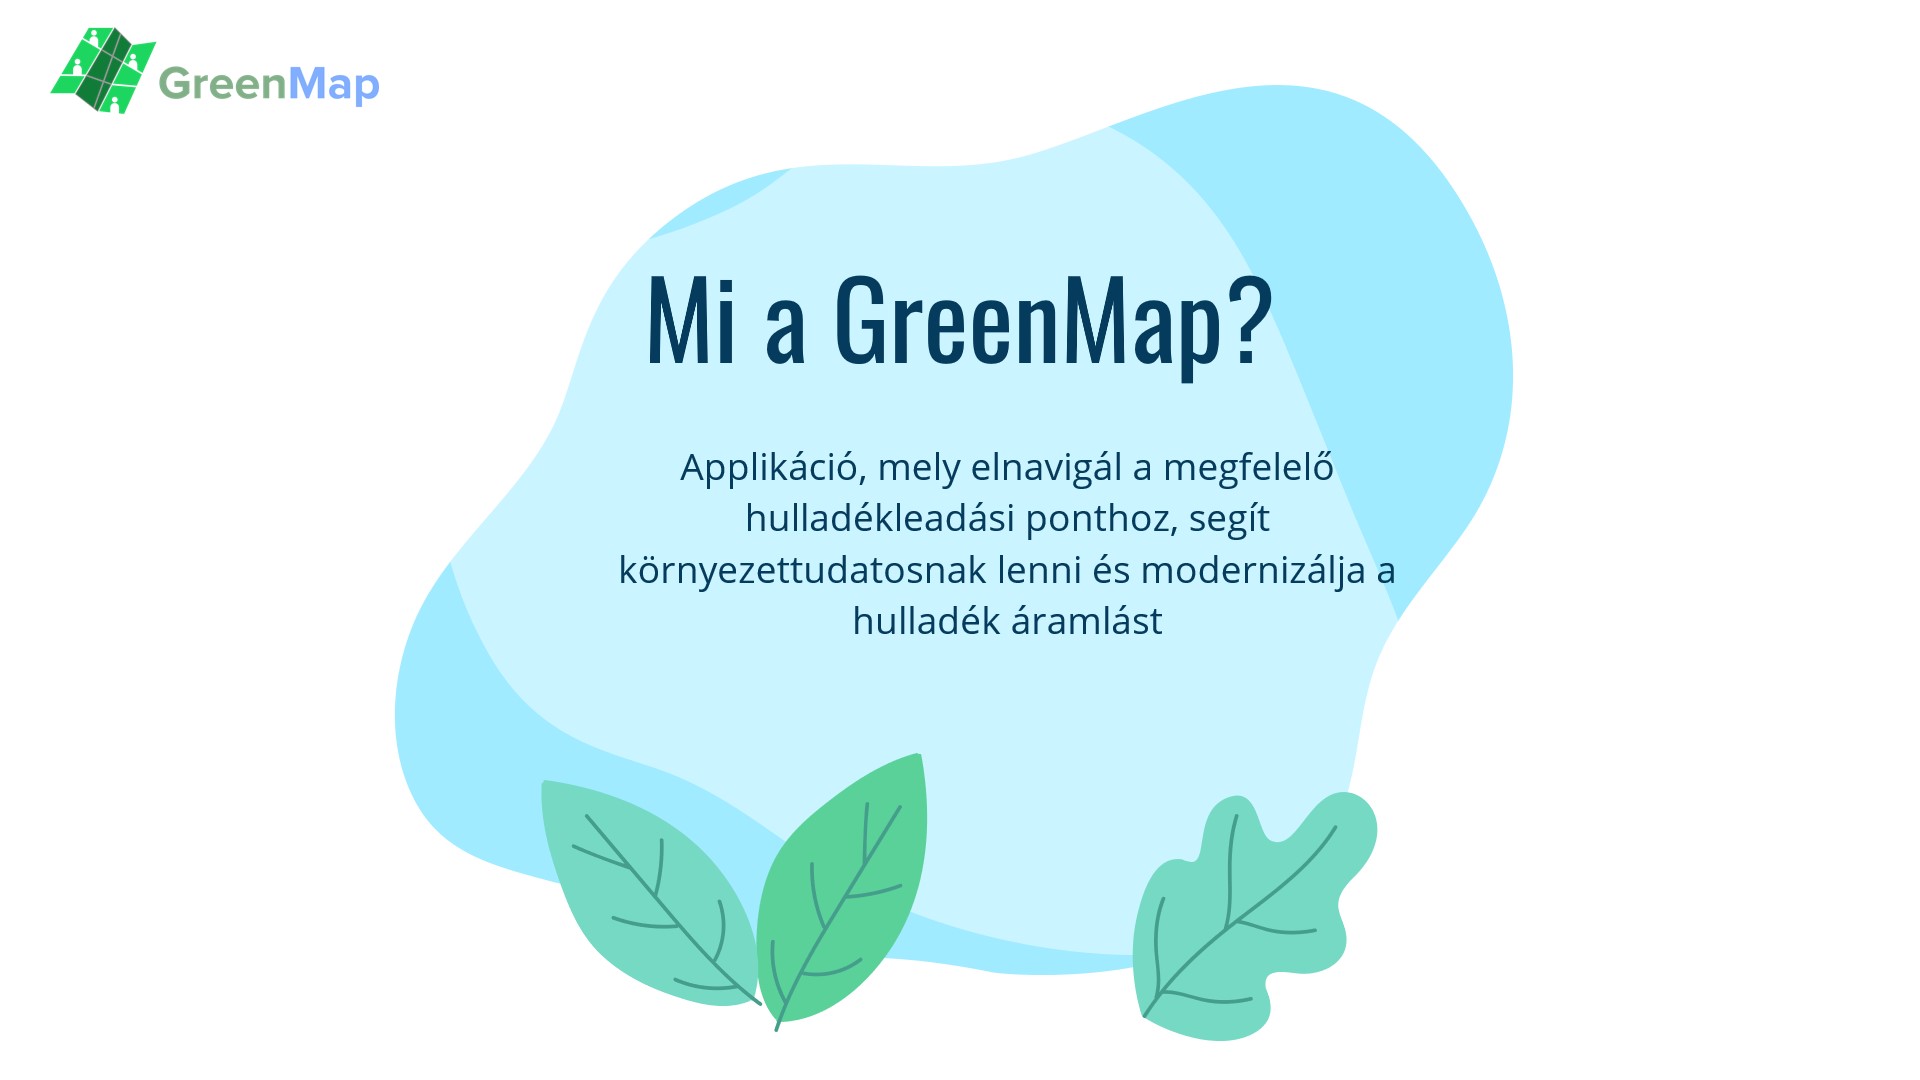 GreenMap
Mi a GreenMap?
Applikáció, mely elnavigál a megfelelő
hulladékleadási ponthoz, segít
környezettudatosnak lenni és modernizálja a
hulladék áramlást